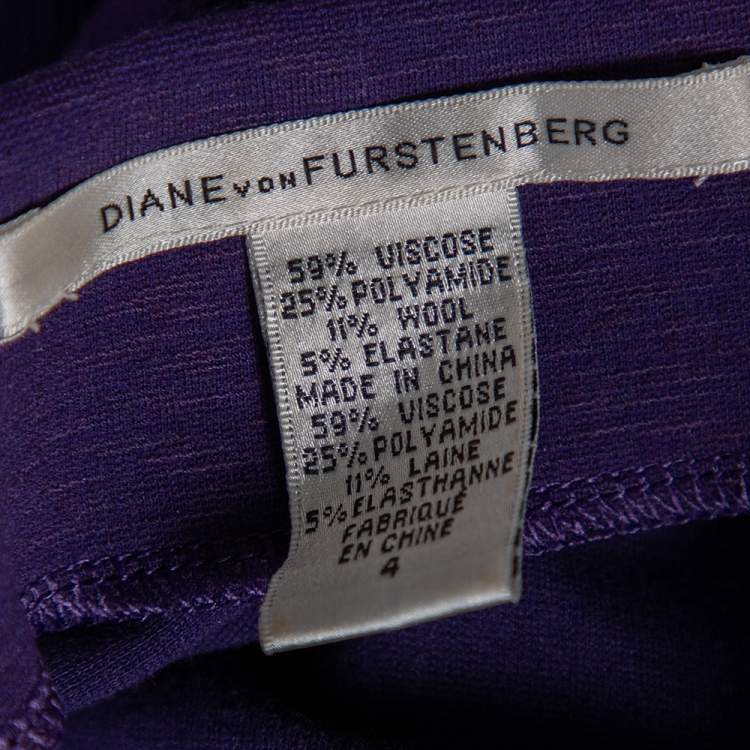 DIANE VON FURSTENBERG
59% VISCOSE
25% POLYAMIDE
11% WOOL
5% ELASTANE
MADE IN CHINA
59% VISCOSE
25% POLYAMIDE
11% LAINE
5% ELASTHANNE
FABRIQUÉ
EN CHINE
4